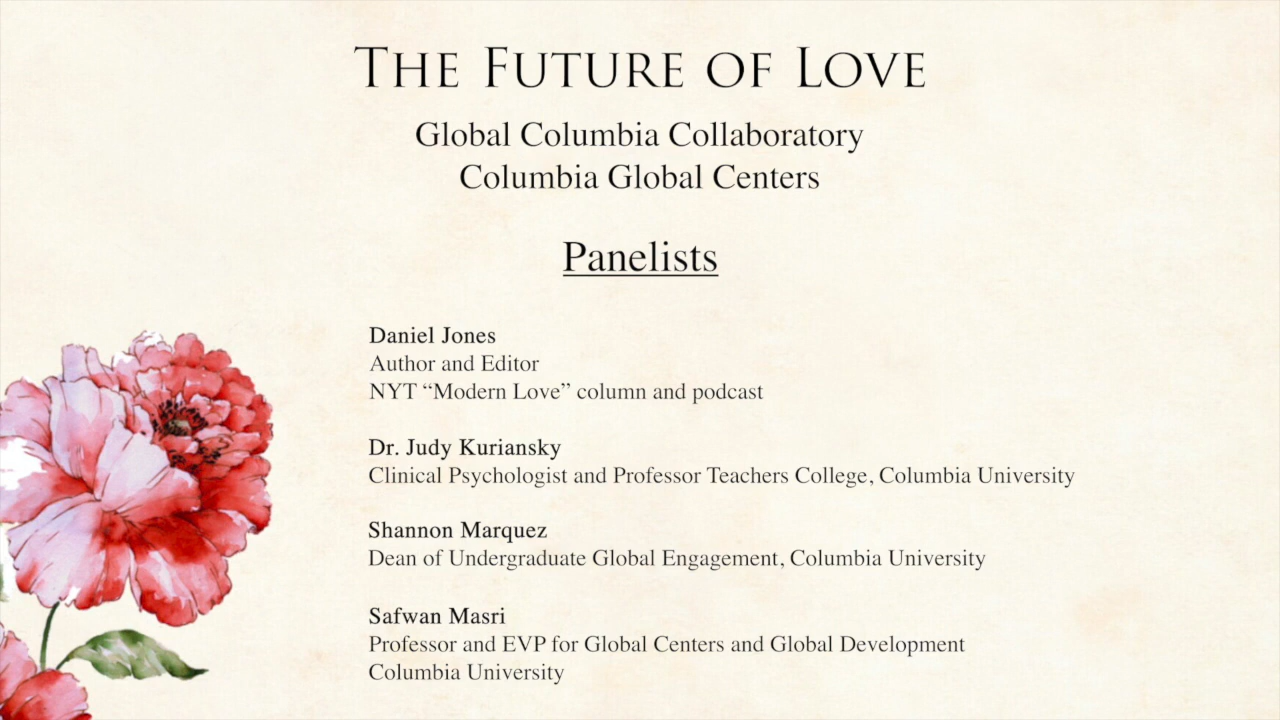 The Future of Love
Global Columbia Collaboratory
Columbia Global Centers
Panelists
Daniel Jones
Author and Editor
NYT “Modern Love” column and podcast
Dr. Judy Kuriansky
Clinical Psychologist and Professor Teachers College, Columbia University
Shannon Marquez
Dean of Undergraduate Global Engagement, Columbia University
Safwan Masri
Professor and EVP for Global Centers and Global Development
Columbia University